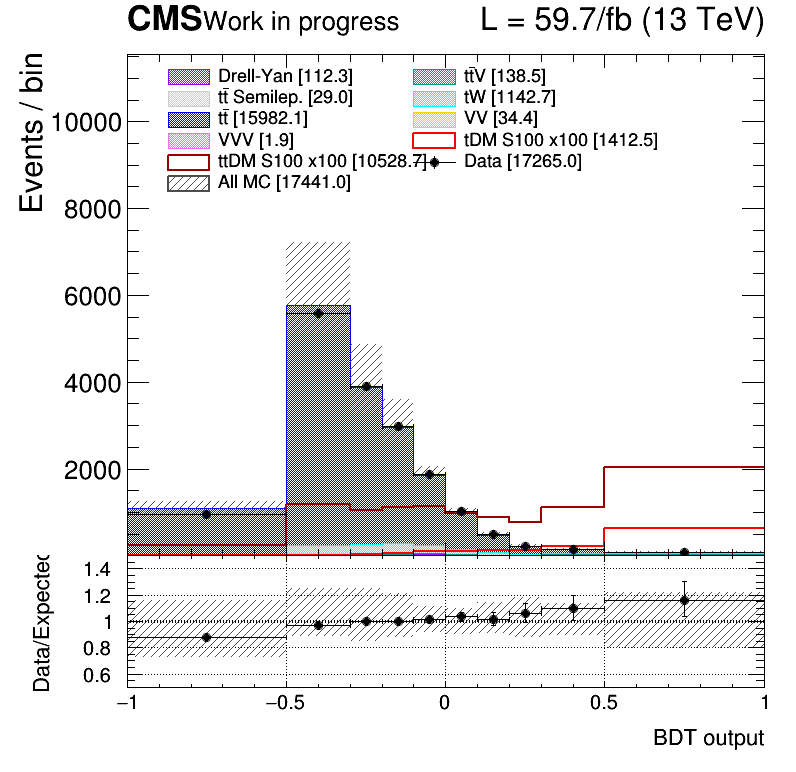 CMS Work in progress L = 59.7/fb (13 TeV)
Events / bin
Drell-Yan [112.3] tt̄V [138.5]
tt̄ Semilep. [29.0] tW [1142.7]
tt̄ [15982.1] VV [34.4]
VVV [1.9] tDM S100 x100 [1412.5]
ttDM S100 x100 [10528.7] Data [17265.0]
All MC [17441.0]
10000
8000
6000
4000
2000
Data/Expected
1.4
1.2
1
0.8
0.6
−1 −0.5 0 0.5 1
BDT output